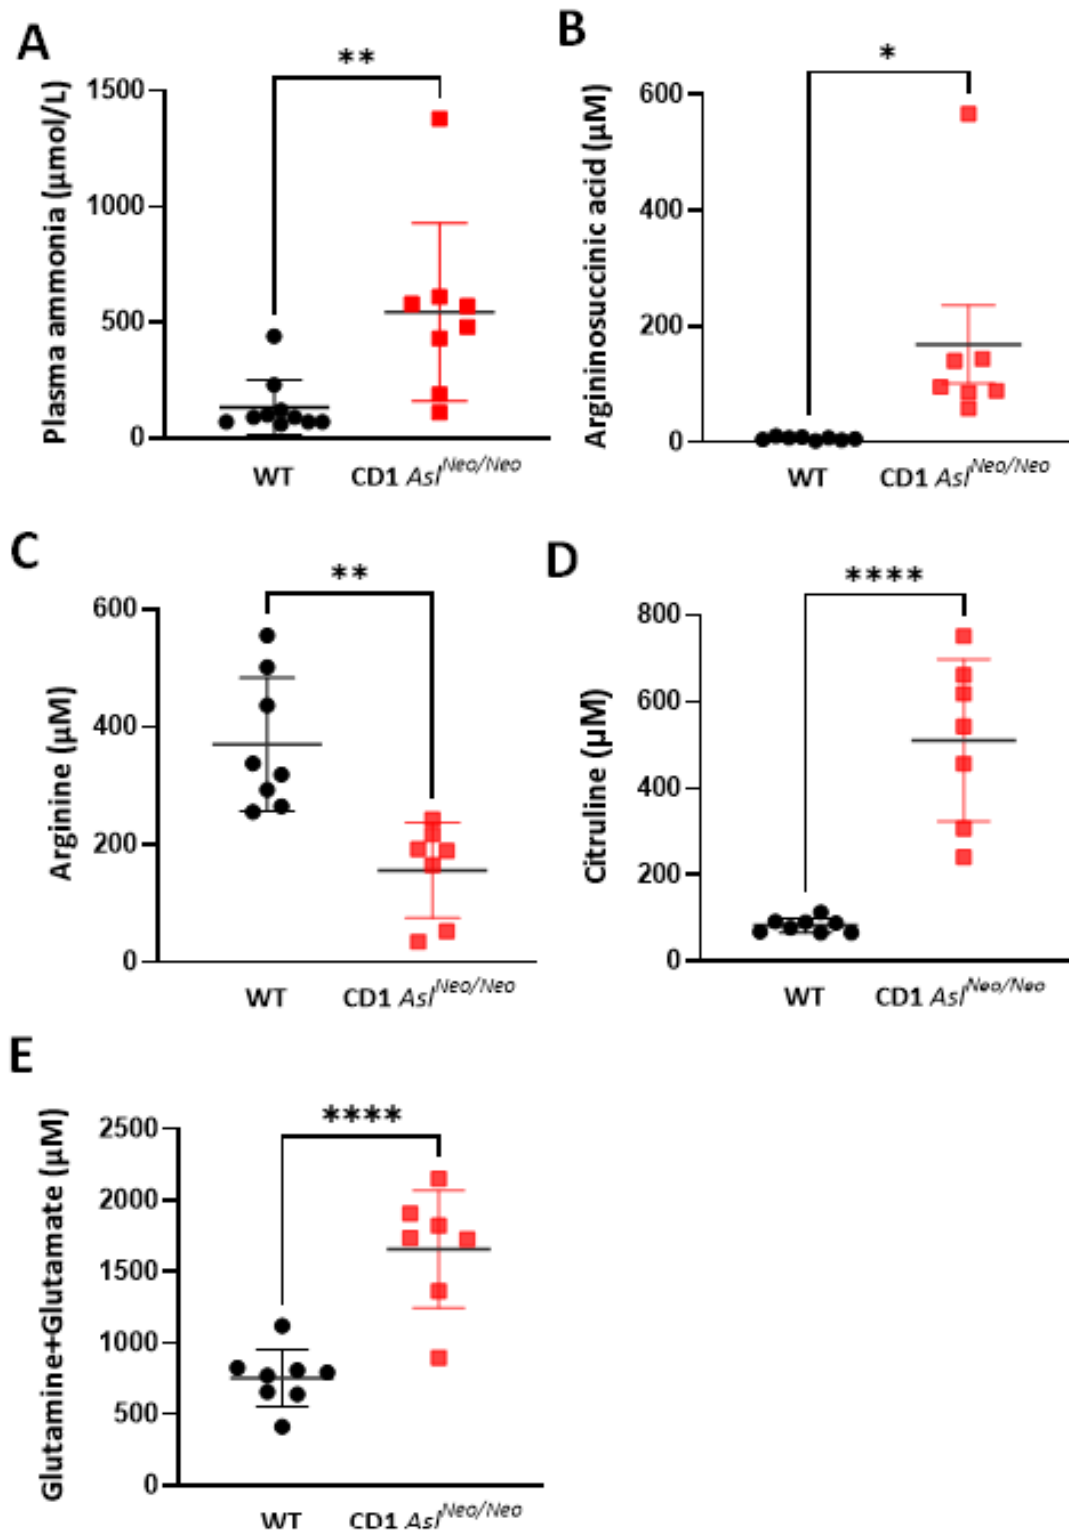 A
**
Plasma ammonia (µmol/L)
1500
1000
500
0
WT
CD1 Asl^Neo/Neo
B
*
Argininosuccinic acid (µM)
600
400
200
0
WT
CD1 Asl^Neo/Neo
C
**
Arginine (µM)
600
400
200
0
WT
CD1 Asl^Neo/Neo
D
****
Citruline (µM)
800
600
400
200
0
WT
CD1 Asl^Neo/Neo
E
****
Glutamine+Glutamate (µM)
2500
2000
1500
1000
500
0
WT
CD1 Asl^Neo/Neo